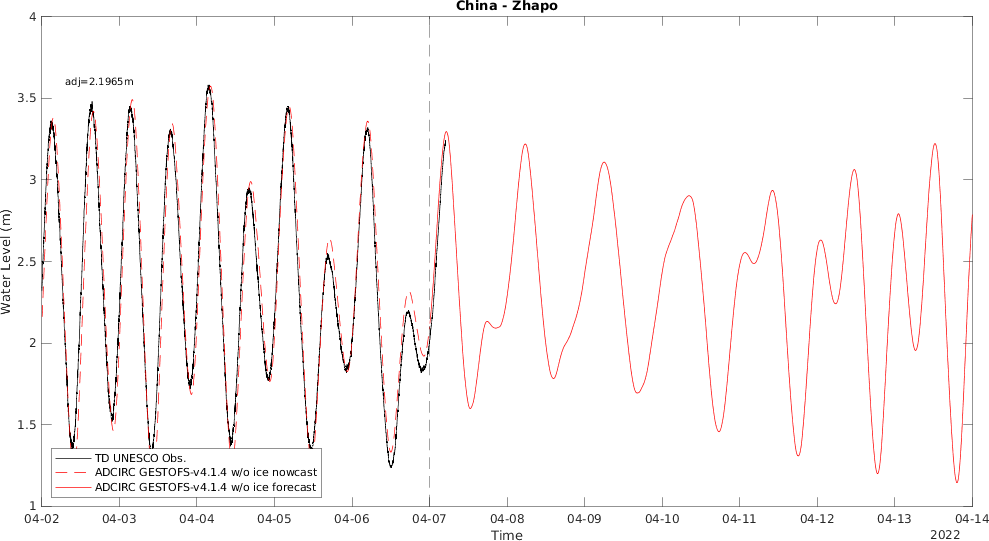 China - Zhapo
adj=2.1965m
4
3.5
3
2.5
2
1.5
1
Water Level (m)
TD UNESCO Obs.
ADCIRC GESTOFS-v4.1.4 w/o ice nowcast
ADCIRC GESTOFS-v4.1.4 w/o ice forecast
04-02 04-03 04-04 04-05 04-06 04-07 04-08 04-09 04-10 04-11 04-12 04-13 04-14
Time
2022